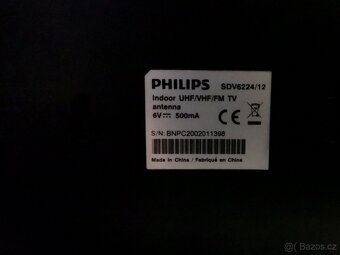 PHILIPS SDV6224/12
Indoor UHF/VHF/FM TV
antenna
6V⎓ 500mA
CE
S/N: BNPC2002011398
Made in China / Fabriqué en China
Bazos.cz